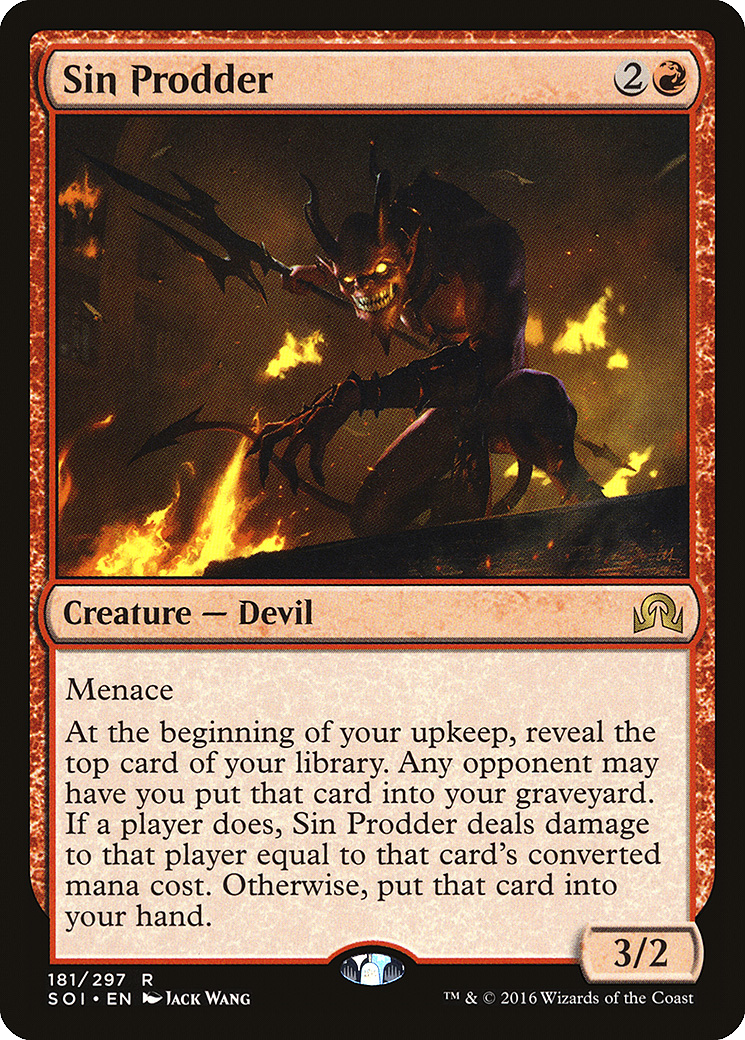 Sin Prodder 2
Creature — Devil
Menace
At the beginning of your upkeep, reveal the
top card of your library. Any opponent may
have you put that card into your graveyard.
If a player does, Sin Prodder deals damage
to that player equal to that card's converted
mana cost. Otherwise, put that card into
your hand.
3/2
181/297 R
SOI • EN Jack Wang
™ & © 2016 Wizards of the Coast